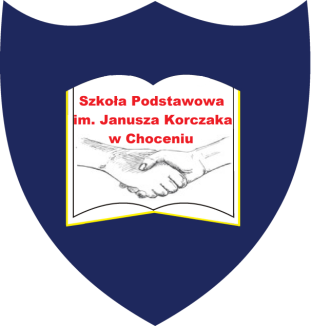 Szkoła Podstawowa
im. Janusza Korczaka
w Choceniu